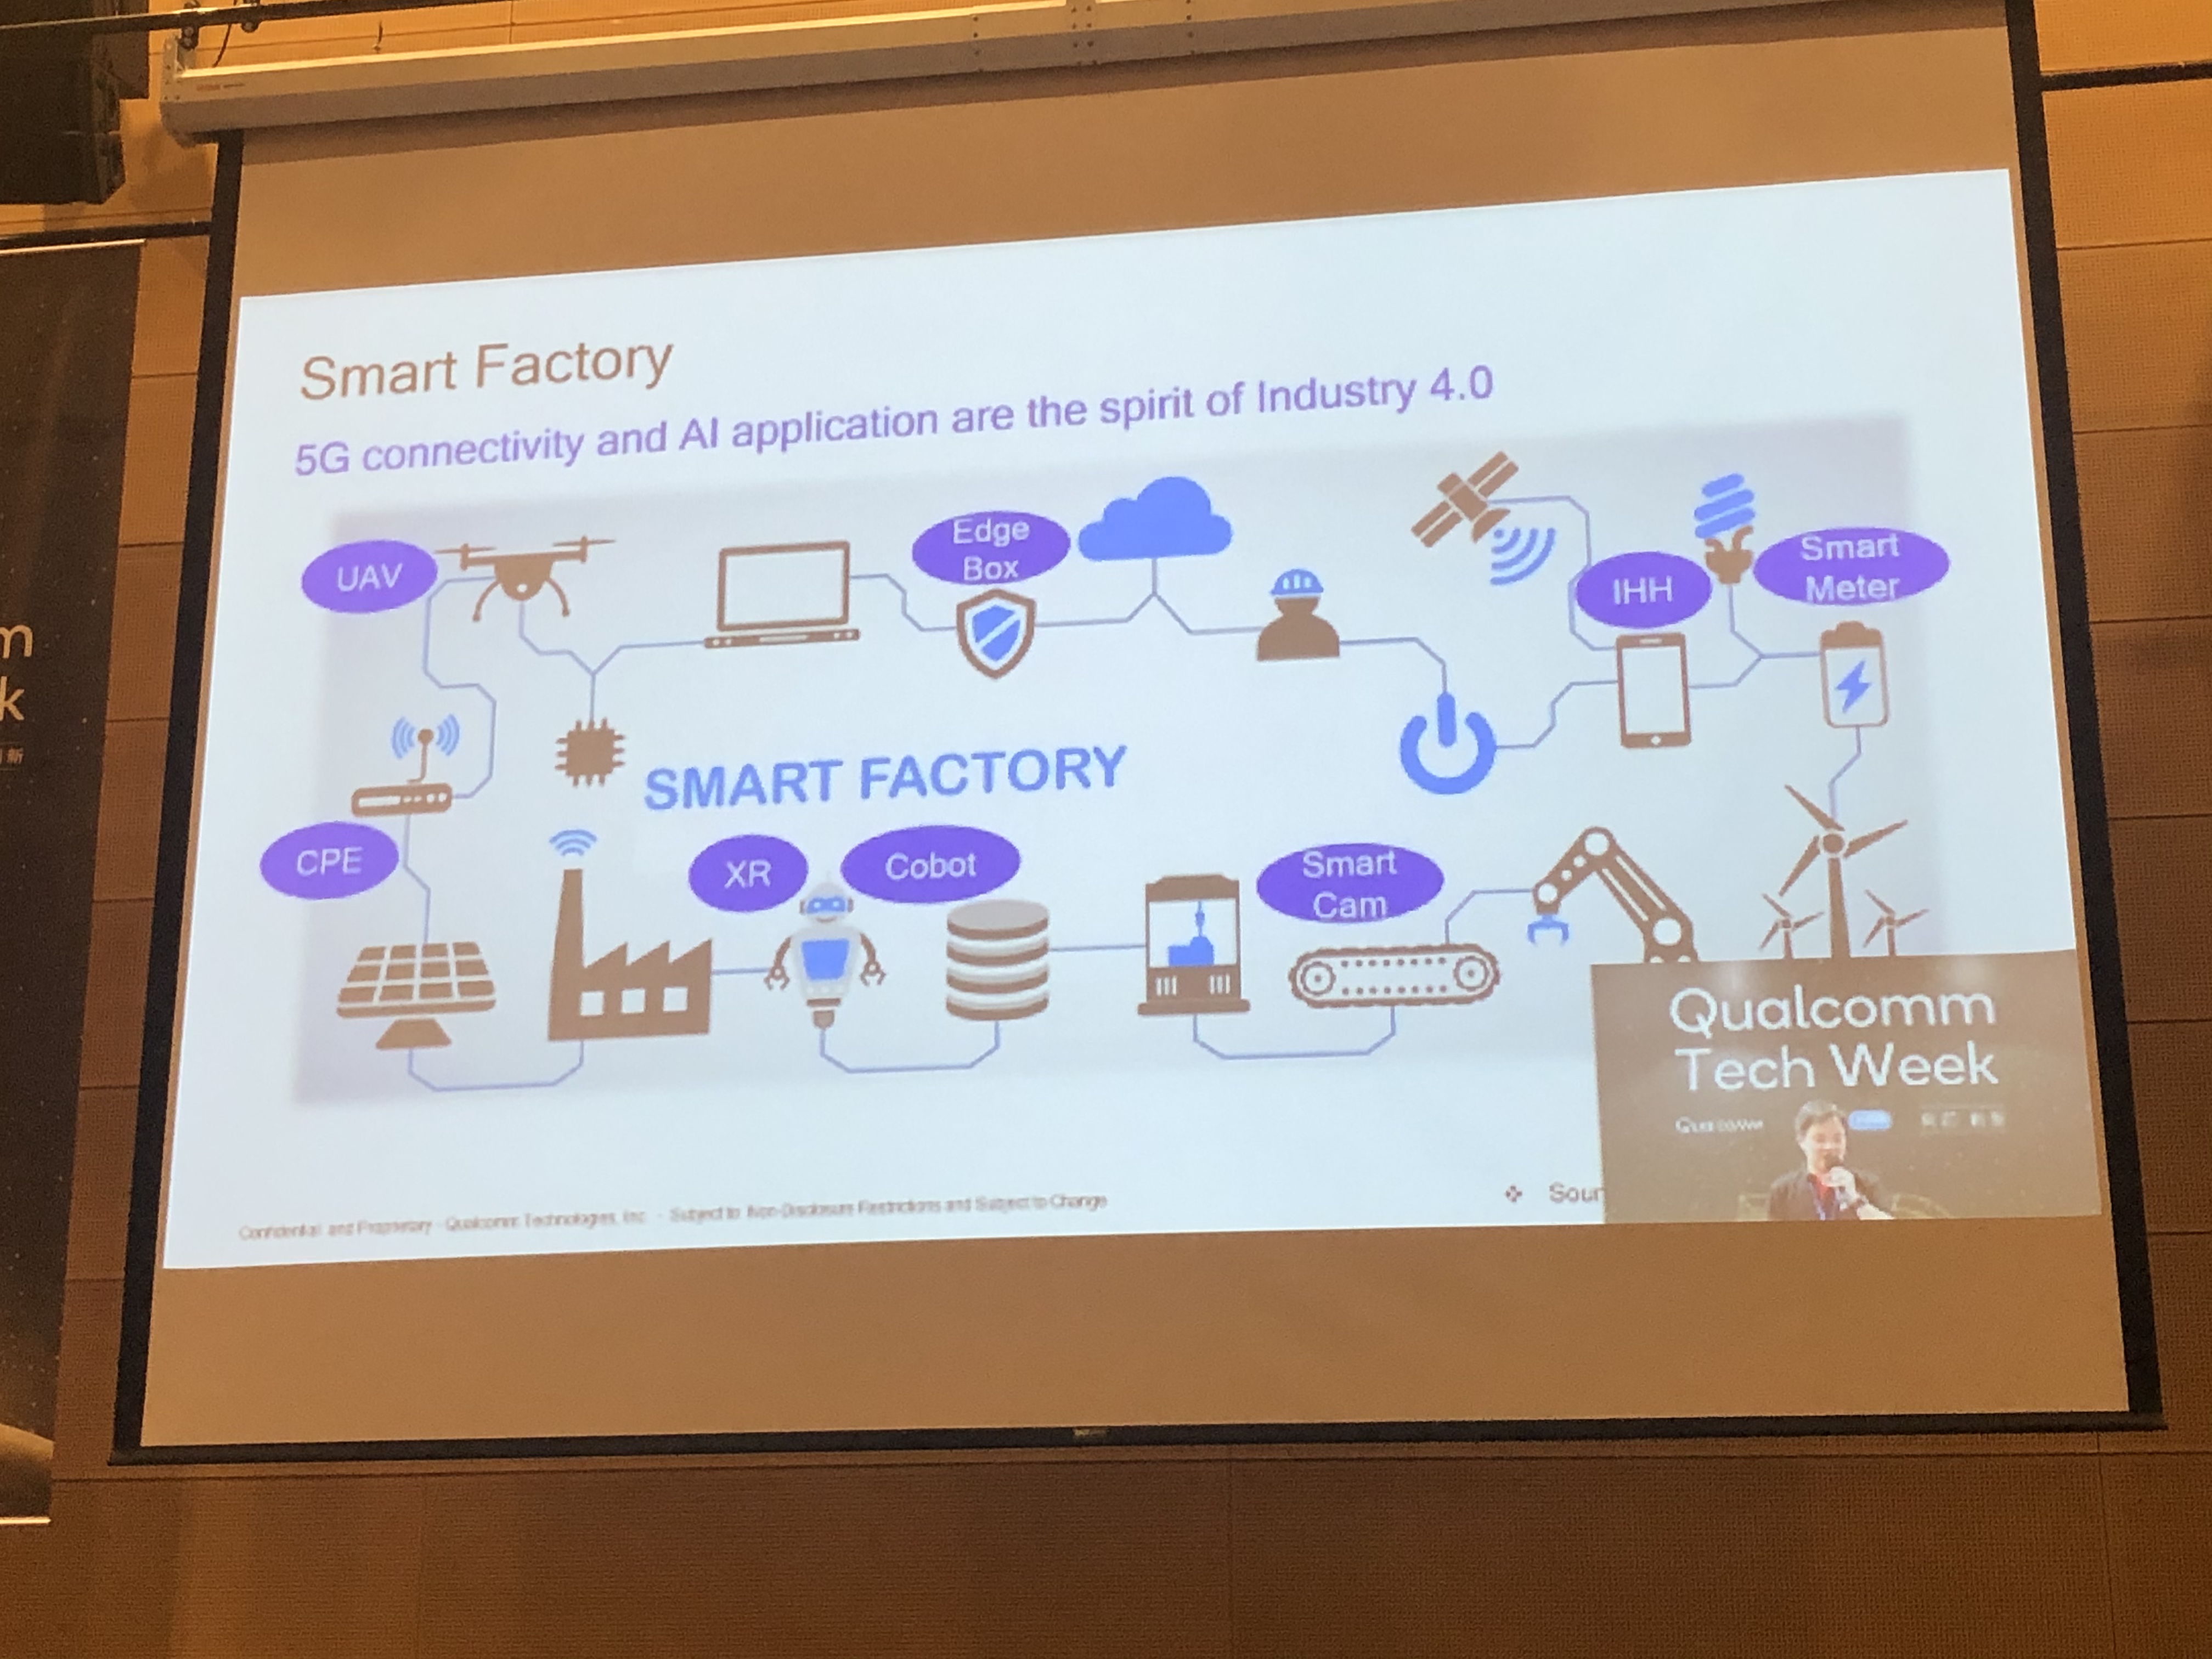 Smart Factory
5G connectivity and AI application are the spirit of Industry 4.0
UAV
Edge
Box
IHH
Smart
Meter
SMART FACTORY
CPE
XR
Cobot
Smart
Cam
Qualcomm
Tech Week
Qualcomm
Confidential and Proprietary - Qualcomm Technologies, Inc. - Subject to Non-Disclosure Restrictions and Subject to Change
❖ Sour
m
k
新